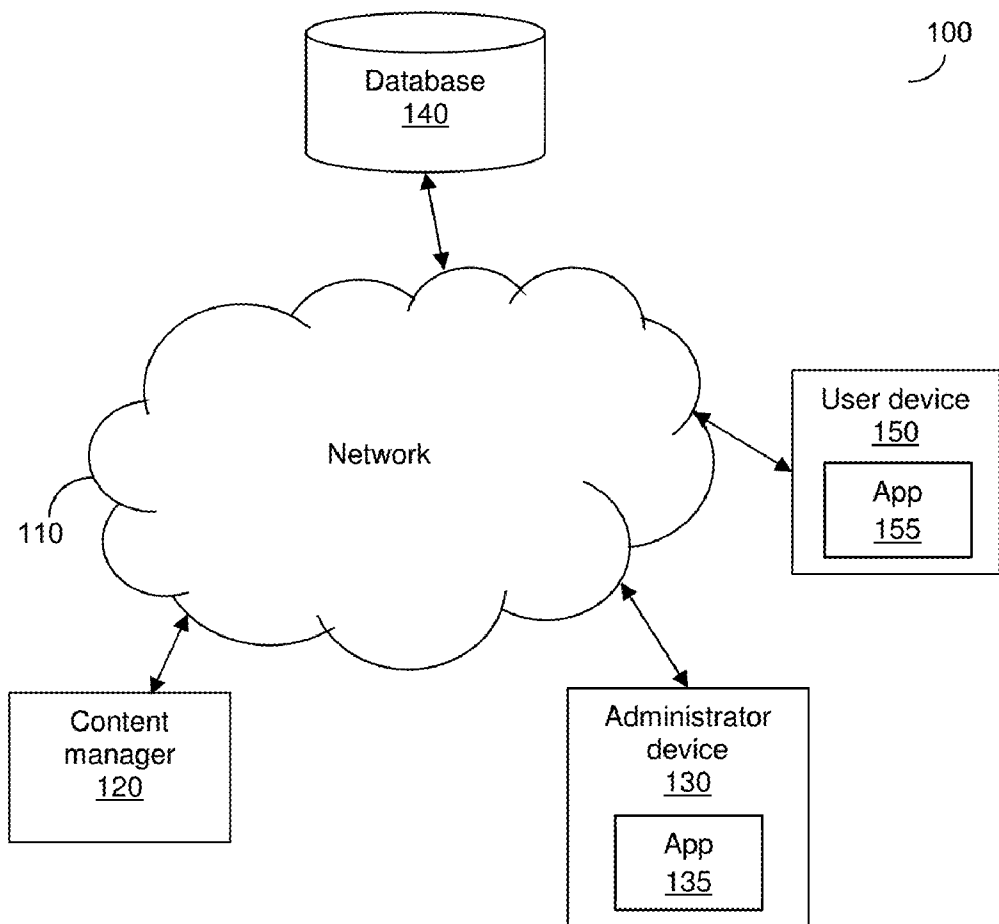 100
Database
140
Network
110
User device
150
App
155
Content
manager
120
Administrator
device
130
App
135